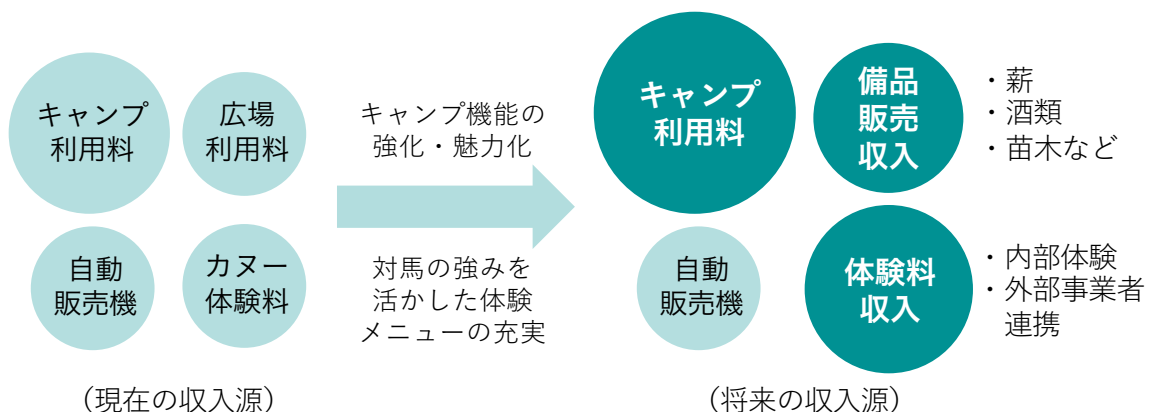 キャンプ
利用料
広場
利用料
自動
販売機
カヌー
体験料
（現在の収入源）
キャンプ機能の
強化・魅力化
対馬の強みを
活かした体験
メニューの充実
キャンプ
利用料
備品
販売
収入
・薪
・酒類
・苗木など
自動
販売機
体験料
収入
・内部体験
・外部事業者
連携
（将来の収入源）